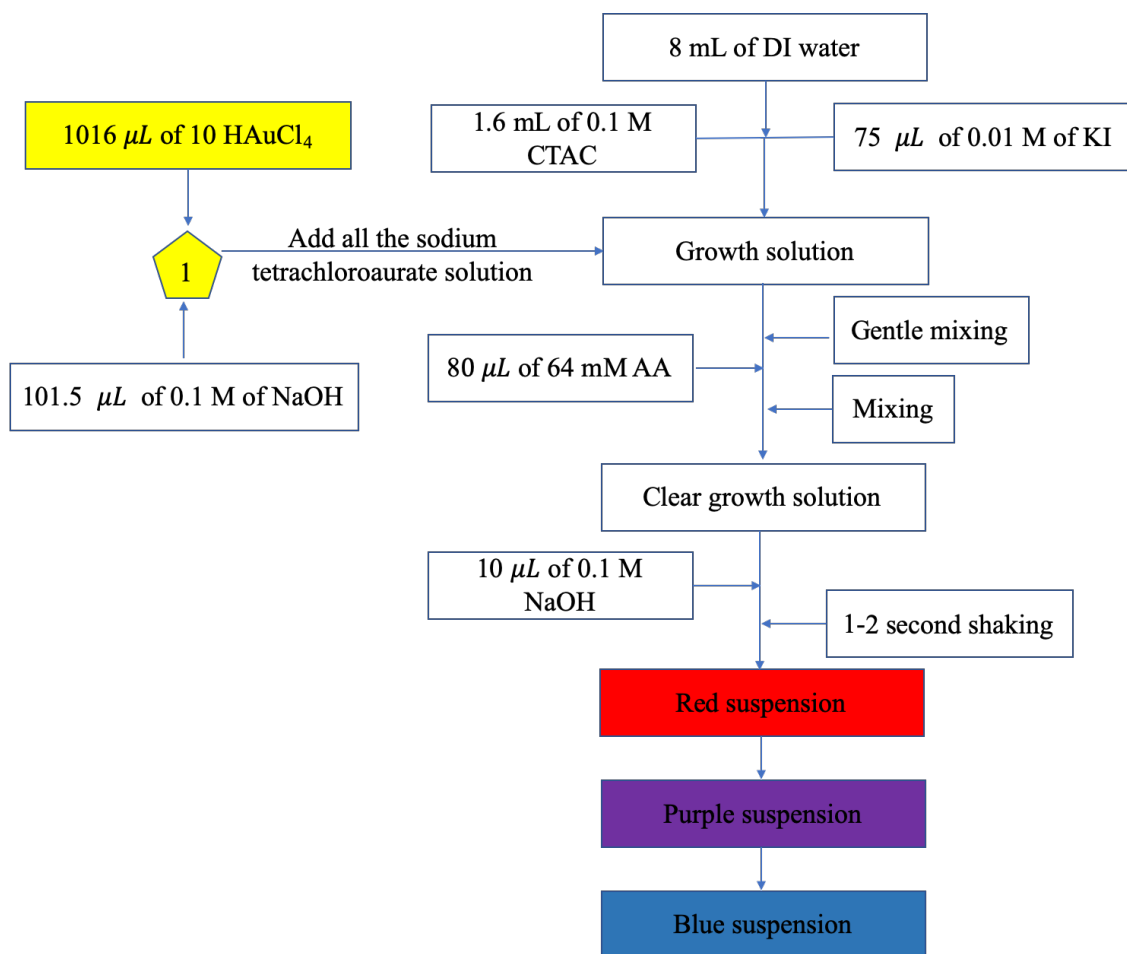 8 mL of DI water
1016 μL of 10 HAuCl₄
1.6 mL of 0.1 M
CTAC
75 μL of 0.01 M of KI
1
Add all the sodium
tetrachloroaurate solution
Growth solution
101.5 μL of 0.1 M of NaOH
Gentle mixing
80 μL of 64 mM AA
Mixing
Clear growth solution
10 μL of 0.1 M
NaOH
1-2 second shaking
Red suspension
Purple suspension
Blue suspension